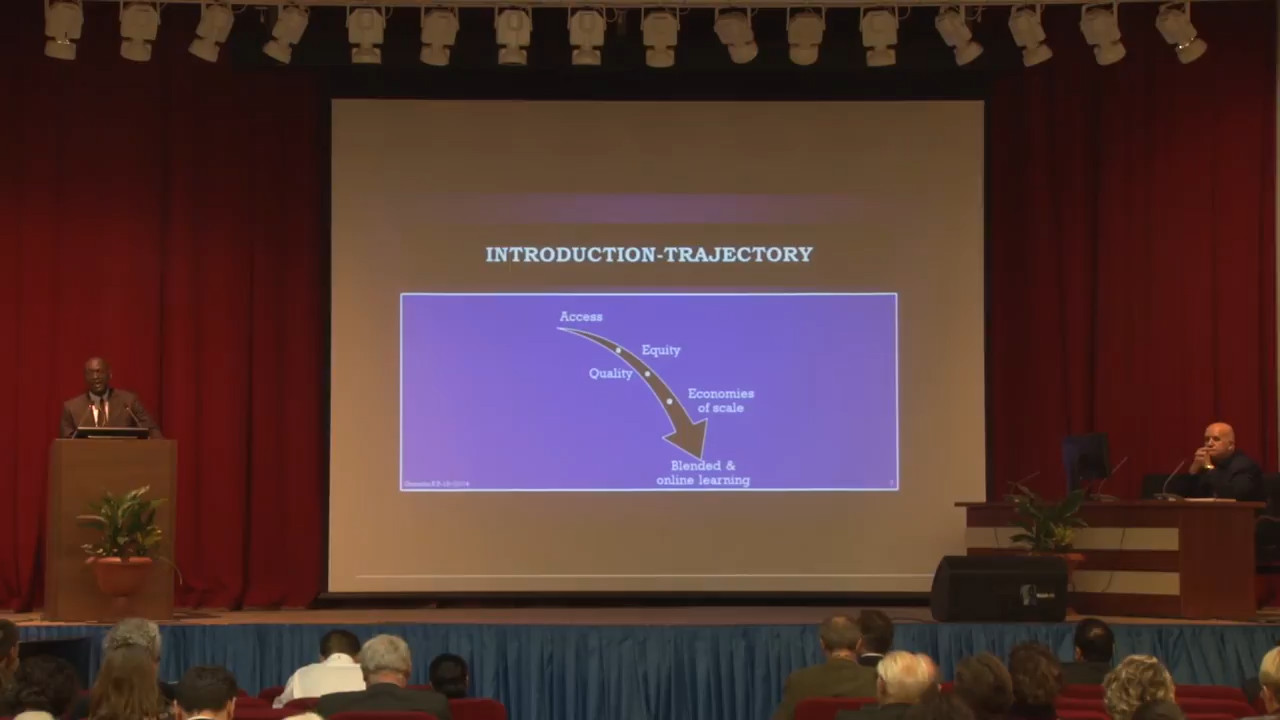 INTRODUCTION-TRAJECTORY
Access
Equity
Quality
Economies
of scale
Blended &
online learning